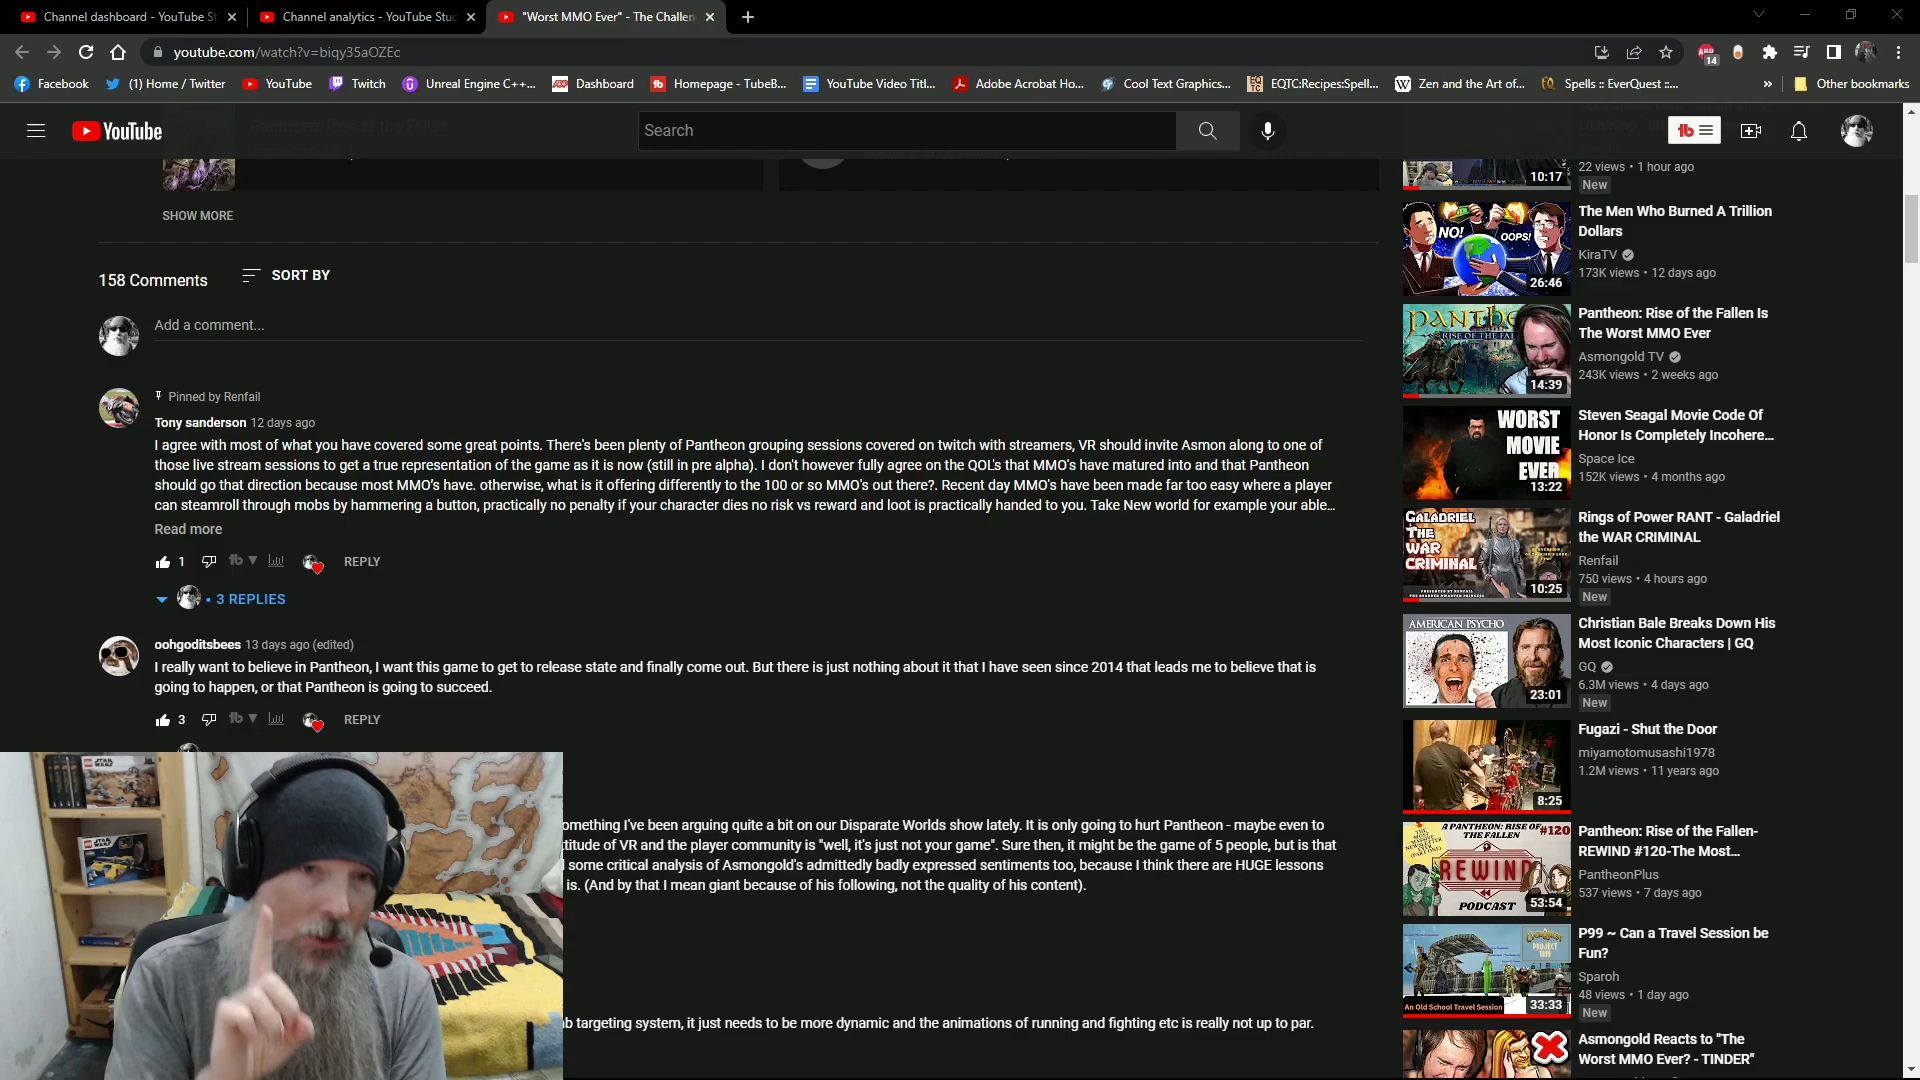 Channel dashboard - YouTube St
Channel analytics - YouTube Stud
"Worst MMO Ever" - The Challen
youtube.com/watch?v=biqy35aOZEc
14
Facebook
(1) Home / Twitter
YouTube
Twitch
Unreal Engine C++...
Dashboard
Homepage - TubeB...
YouTube Video Titl...
Adobe Acrobat Ho...
Cool Text Graphics...
EQTC:Recipes:Spell...
Zen and the Art of...
Spells :: EverQuest ::...
»
Other bookmarks
YouTube
Search
SHOW MORE
158 Comments
SORT BY
Add a comment...
Pinned by Renfail
Tony sanderson 12 days ago
I agree with most of what you have covered some great points. There's been plenty of Pantheon grouping sessions covered on twitch with streamers, VR should invite Asmon along to one of
those live stream sessions to get a true representation of the game as it is now (still in pre alpha). I don't however fully agree on the QOL's that MMO's have matured into and that Pantheon
should go that direction because most MMO's have. otherwise, what is it offering differently to the 100 or so MMO's out there?. Recent day MMO's have been made far too easy where a player
can steamroll through mobs by hammering a button, practically no penalty if your character dies no risk vs reward and loot is practically handed to you. Take New world for example your able...
Read more
1
REPLY
• 3 REPLIES
oohgoditsbees 13 days ago (edited)
I really want to believe in Pantheon, I want this game to get to release state and finally come out. But there is just nothing about it that I have seen since 2014 that leads me to believe that is
going to happen, or that Pantheon is going to succeed.
3
REPLY
omething I've been arguing quite a bit on our Disparate Worlds show lately. It is only going to hurt Pantheon - maybe even to
titude of VR and the player community is "well, it's just not your game". Sure then, it might be the game of 5 people, but is that
some critical analysis of Asmongold's admittedly badly expressed sentiments too, because I think there are HUGE lessons
is. (And by that I mean giant because of his following, not the quality of his content).
b targeting system, it just needs to be more dynamic and the animations of running and fighting etc is really not up to par.
10:17
22 views • 1 hour ago
New
NO!
OOPS!
26:46
The Men Who Burned A Trillion
Dollars
KiraTV
173K views • 12 days ago
PANTHE
RISE OF THE FAL
14:39
Pantheon: Rise of the Fallen Is
The Worst MMO Ever
Asmongold TV
243K views • 2 weeks ago
WORST
MOVIE
EVER
13:22
Steven Seagal Movie Code Of
Honor Is Completely Incohere...
Space Ice
152K views • 4 months ago
GALADRIEL
THE
WAR
CRIMINAL
10:25
Rings of Power RANT - Galadriel
the WAR CRIMINAL
Renfail
750 views • 4 hours ago
New
AMERICAN PSYCHO
23:01
Christian Bale Breaks Down His
Most Iconic Characters | GQ
GQ
6.3M views • 4 days ago
New
8:25
Fugazi - Shut the Door
miyamotomusashi1978
1.2M views • 11 years ago
A PANTHEON: RISE OF THE FALLEN
#120
REWIND
PODCAST
53:54
Pantheon: Rise of the Fallen-
REWIND #120-The Most...
PantheonPlus
537 views • 7 days ago
PROJECT
1999
An Old School Travel Session
33:33
P99 ~ Can a Travel Session be
Fun?
Sparoh
48 views • 1 day ago
New
Asmongold Reacts to "The
Worst MMO Ever? - TINDER"
STAR WARS